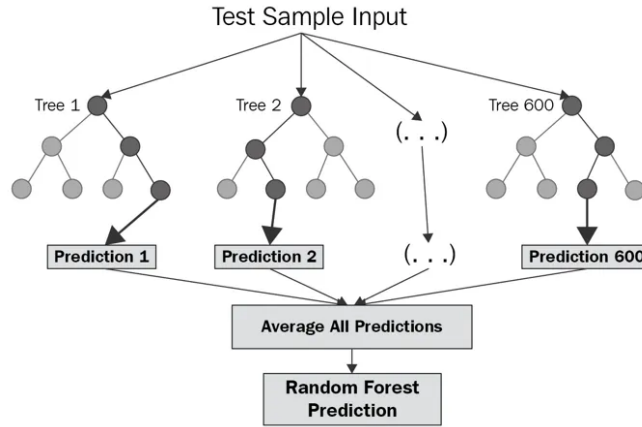 Test Sample Input
Tree 1
Tree 2
Tree 600
(. . .)
Prediction 1
Prediction 2
(. . .)
Prediction 600
Average All Predictions
Random Forest
Prediction